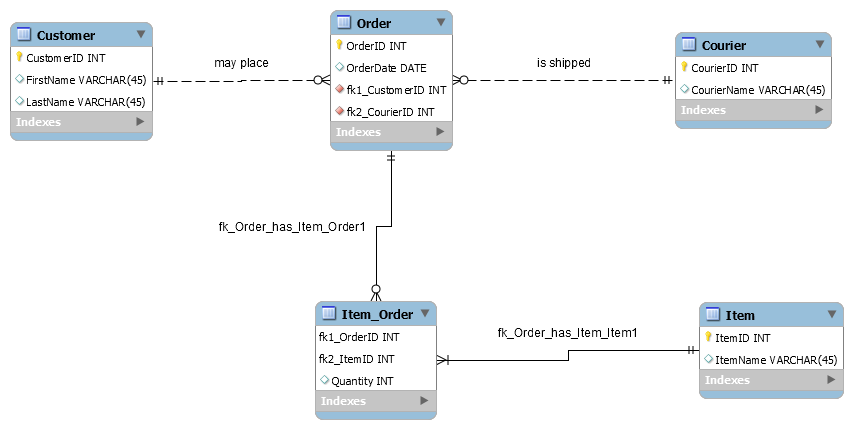 Customer
CustomerID INT
FirstName VARCHAR(45)
LastName VARCHAR(45)
Indexes
may place
Order
OrderID INT
OrderDate DATE
fk1_CustomerID INT
fk2_CourierID INT
Indexes
is shipped
Courier
CourierID INT
CourierName VARCHAR(45)
Indexes
fk_Order_has_Item_Order1
Item_Order
fk1_OrderID INT
fk2_ItemID INT
Quantity INT
Indexes
fk_Order_has_Item_Item1
Item
ItemID INT
ItemName VARCHAR(45)
Indexes